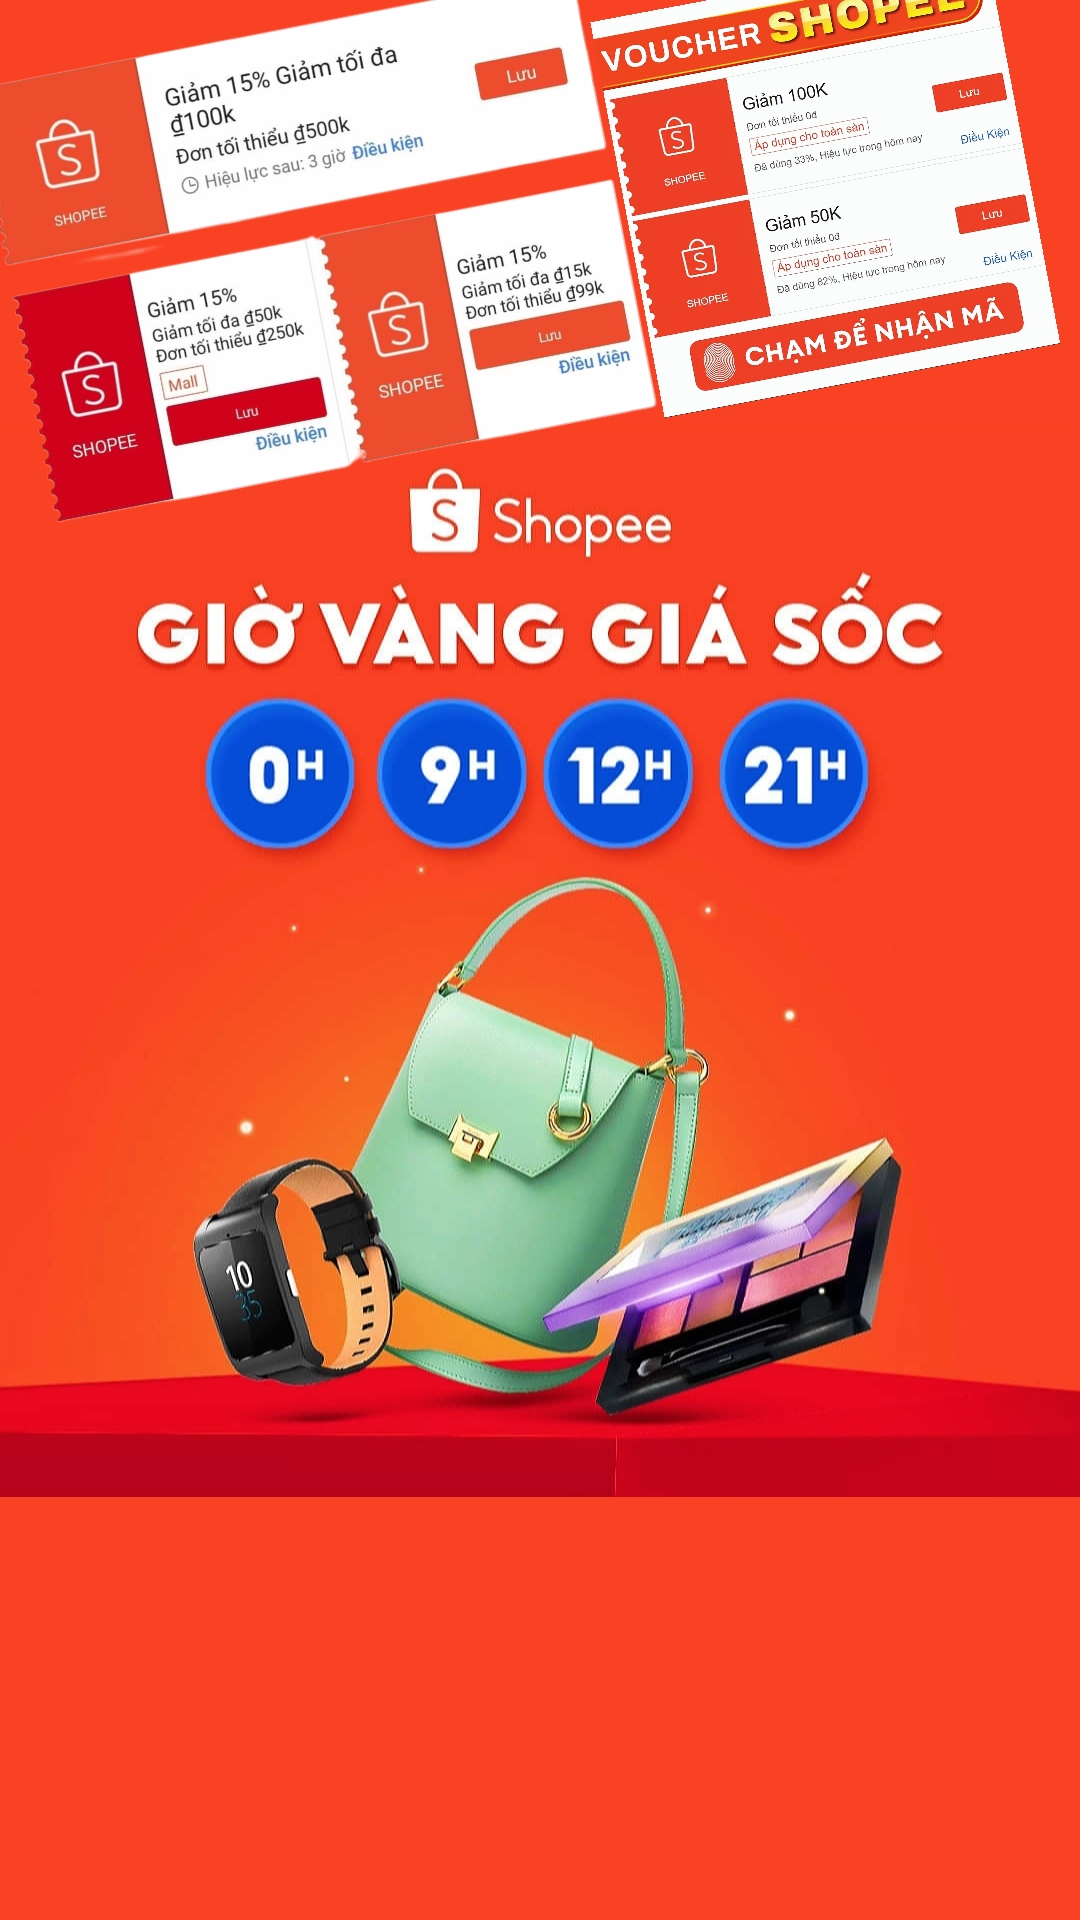 Giảm 15% Giảm tối đa
₫100k
Đơn tối thiểu ₫500k
Hiệu lực sau: 3 giờ Điều kiện
Lưu
S
SHOPEE
VOUCHER SHOPEE
Giảm 100K
Đơn tối thiểu 0đ
Áp dụng cho toàn sàn
Đã dùng 33%, Hiệu lực trong hôm nay
Lưu
Điều Kiện
S
SHOPEE
Giảm 50K
Đơn tối thiểu 0đ
Áp dụng cho toàn sàn
Đã dùng 82%, Hiệu lực trong hôm nay
Lưu
Điều Kiện
S
SHOPEE
CHẠM ĐỂ NHẬN MÃ
Giảm 15%
Giảm tối đa ₫50k
Đơn tối thiểu ₫250k
Mall
Lưu
Điều kiện
S
SHOPEE
Giảm 15%
Giảm tối đa ₫15k
Đơn tối thiểu ₫99k
Lưu
Điều kiện
S
SHOPEE
S Shopee
GIỜ VÀNG GIÁ SỐC
0H 9H 12H 21H
10
35